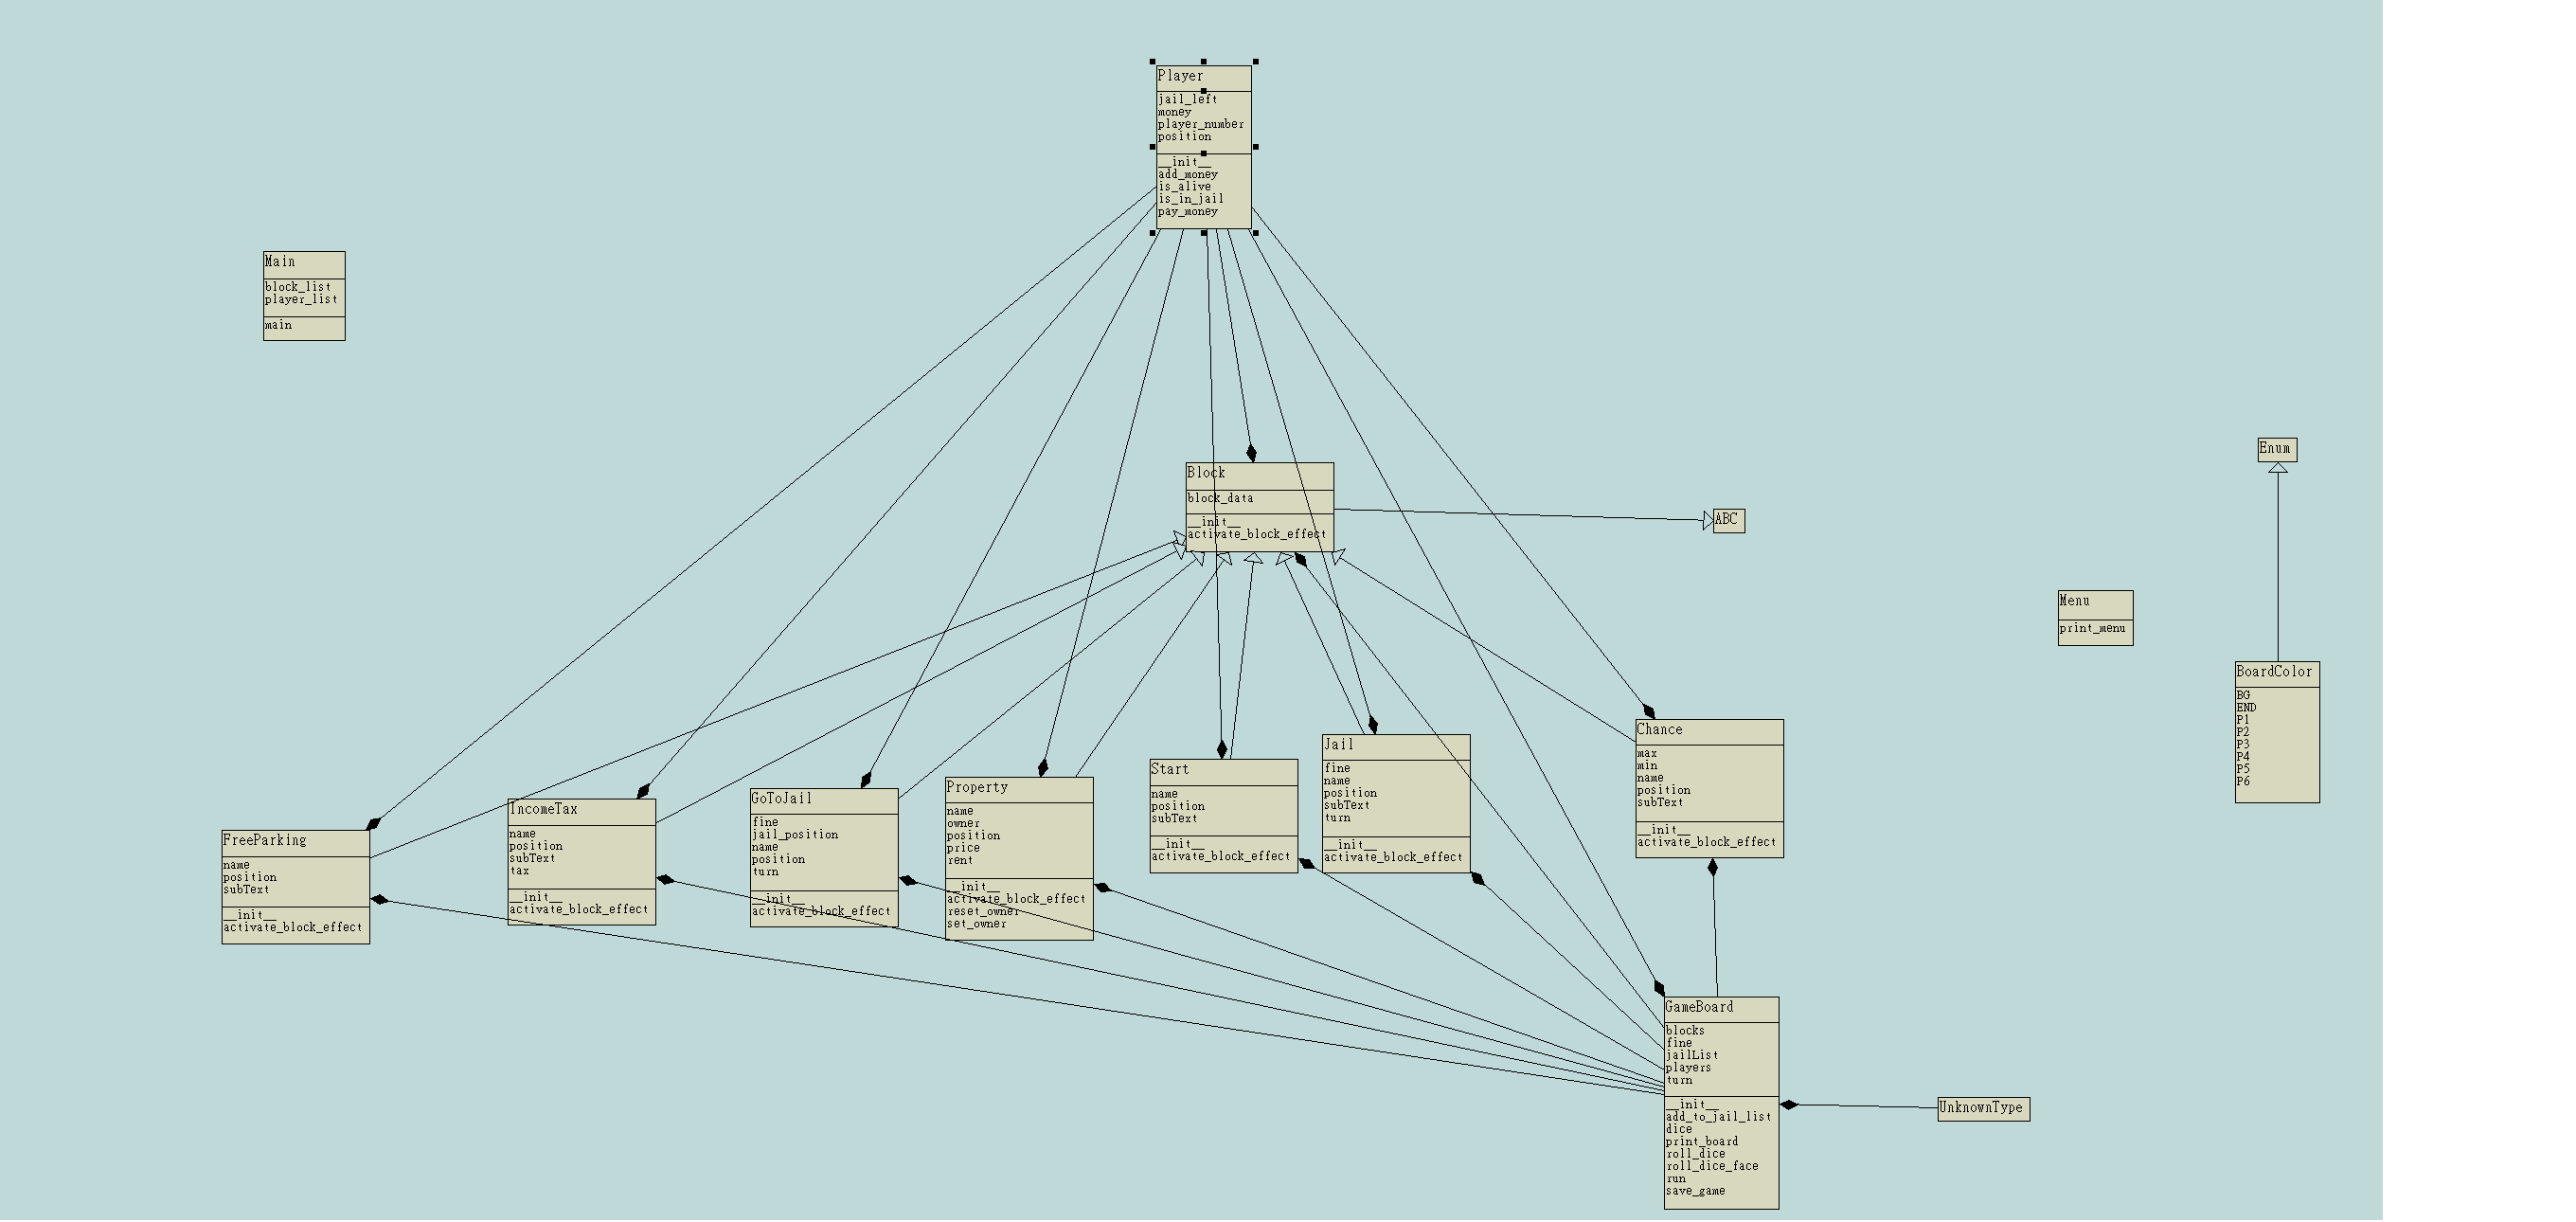 Player
jail_left
money
player_number
position
__init__
add_money
is_alive
is_in_jail
pay_money
Main
block_list
player_list
main
Block
block_data
__init__
activate_block_effect
ABC
Enum
Menu
print_menu
BoardColor
BG
END
P1
P2
P3
P4
P5
P6
FreeParking
name
position
subText
__init__
activate_block_effect
IncomeTax
name
position
subText
tax
__init__
activate_block_effect
GoToJail
fine
jail_position
name
position
turn
__init__
activate_block_effect
Property
name
owner
position
price
rent
__init__
activate_block_effect
reset_owner
set_owner
Start
name
position
subText
__init__
activate_block_effect
Jail
fine
name
position
subText
turn
__init__
activate_block_effect
Chance
max
min
name
position
subText
__init__
activate_block_effect
GameBoard
blocks
fine
jailList
players
turn
__init__
add_to_jail_list
dice
print_board
roll_dice
roll_dice_face
run
save_game
UnknownType